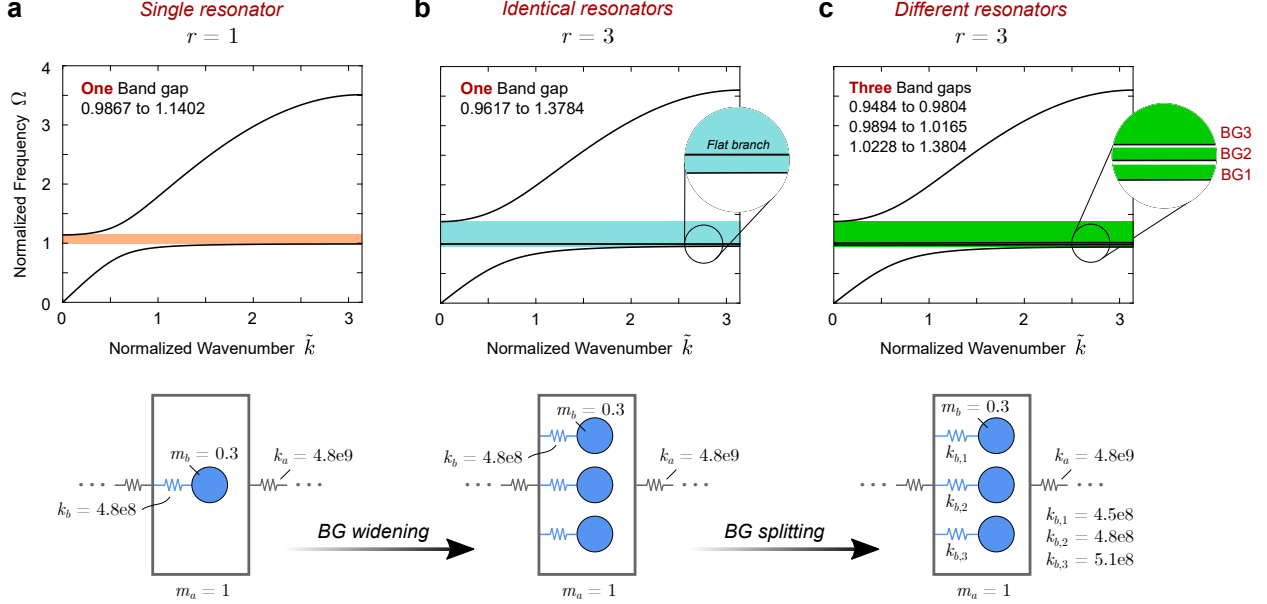 a
Single resonator
r = 1
Normalized Frequency Ω
4
3
2
1
0
One Band gap
0.9867 to 1.1402
0
1
2
3
Normalized Wavenumber k̃
b
Identical resonators
r = 3
One Band gap
0.9617 to 1.3784
Flat branch
0
1
2
3
Normalized Wavenumber k̃
c
Different resonators
r = 3
Three Band gaps
0.9484 to 0.9804
0.9894 to 1.0165
1.0228 to 1.3804
BG3
BG2
BG1
0
1
2
3
Normalized Wavenumber k̃
m_b = 0.3
k_a = 4.8e9
k_b = 4.8e8
m_a = 1
BG widening
m_b = 0.3
k_b = 4.8e8
k_a = 4.8e9
m_a = 1
BG splitting
m_b = 0.3
k_{b,1}
k_{b,2}
k_{b,3}
k_a = 4.8e9
k_{b,1} = 4.5e8
k_{b,2} = 4.8e8
k_{b,3} = 5.1e8
m_a = 1